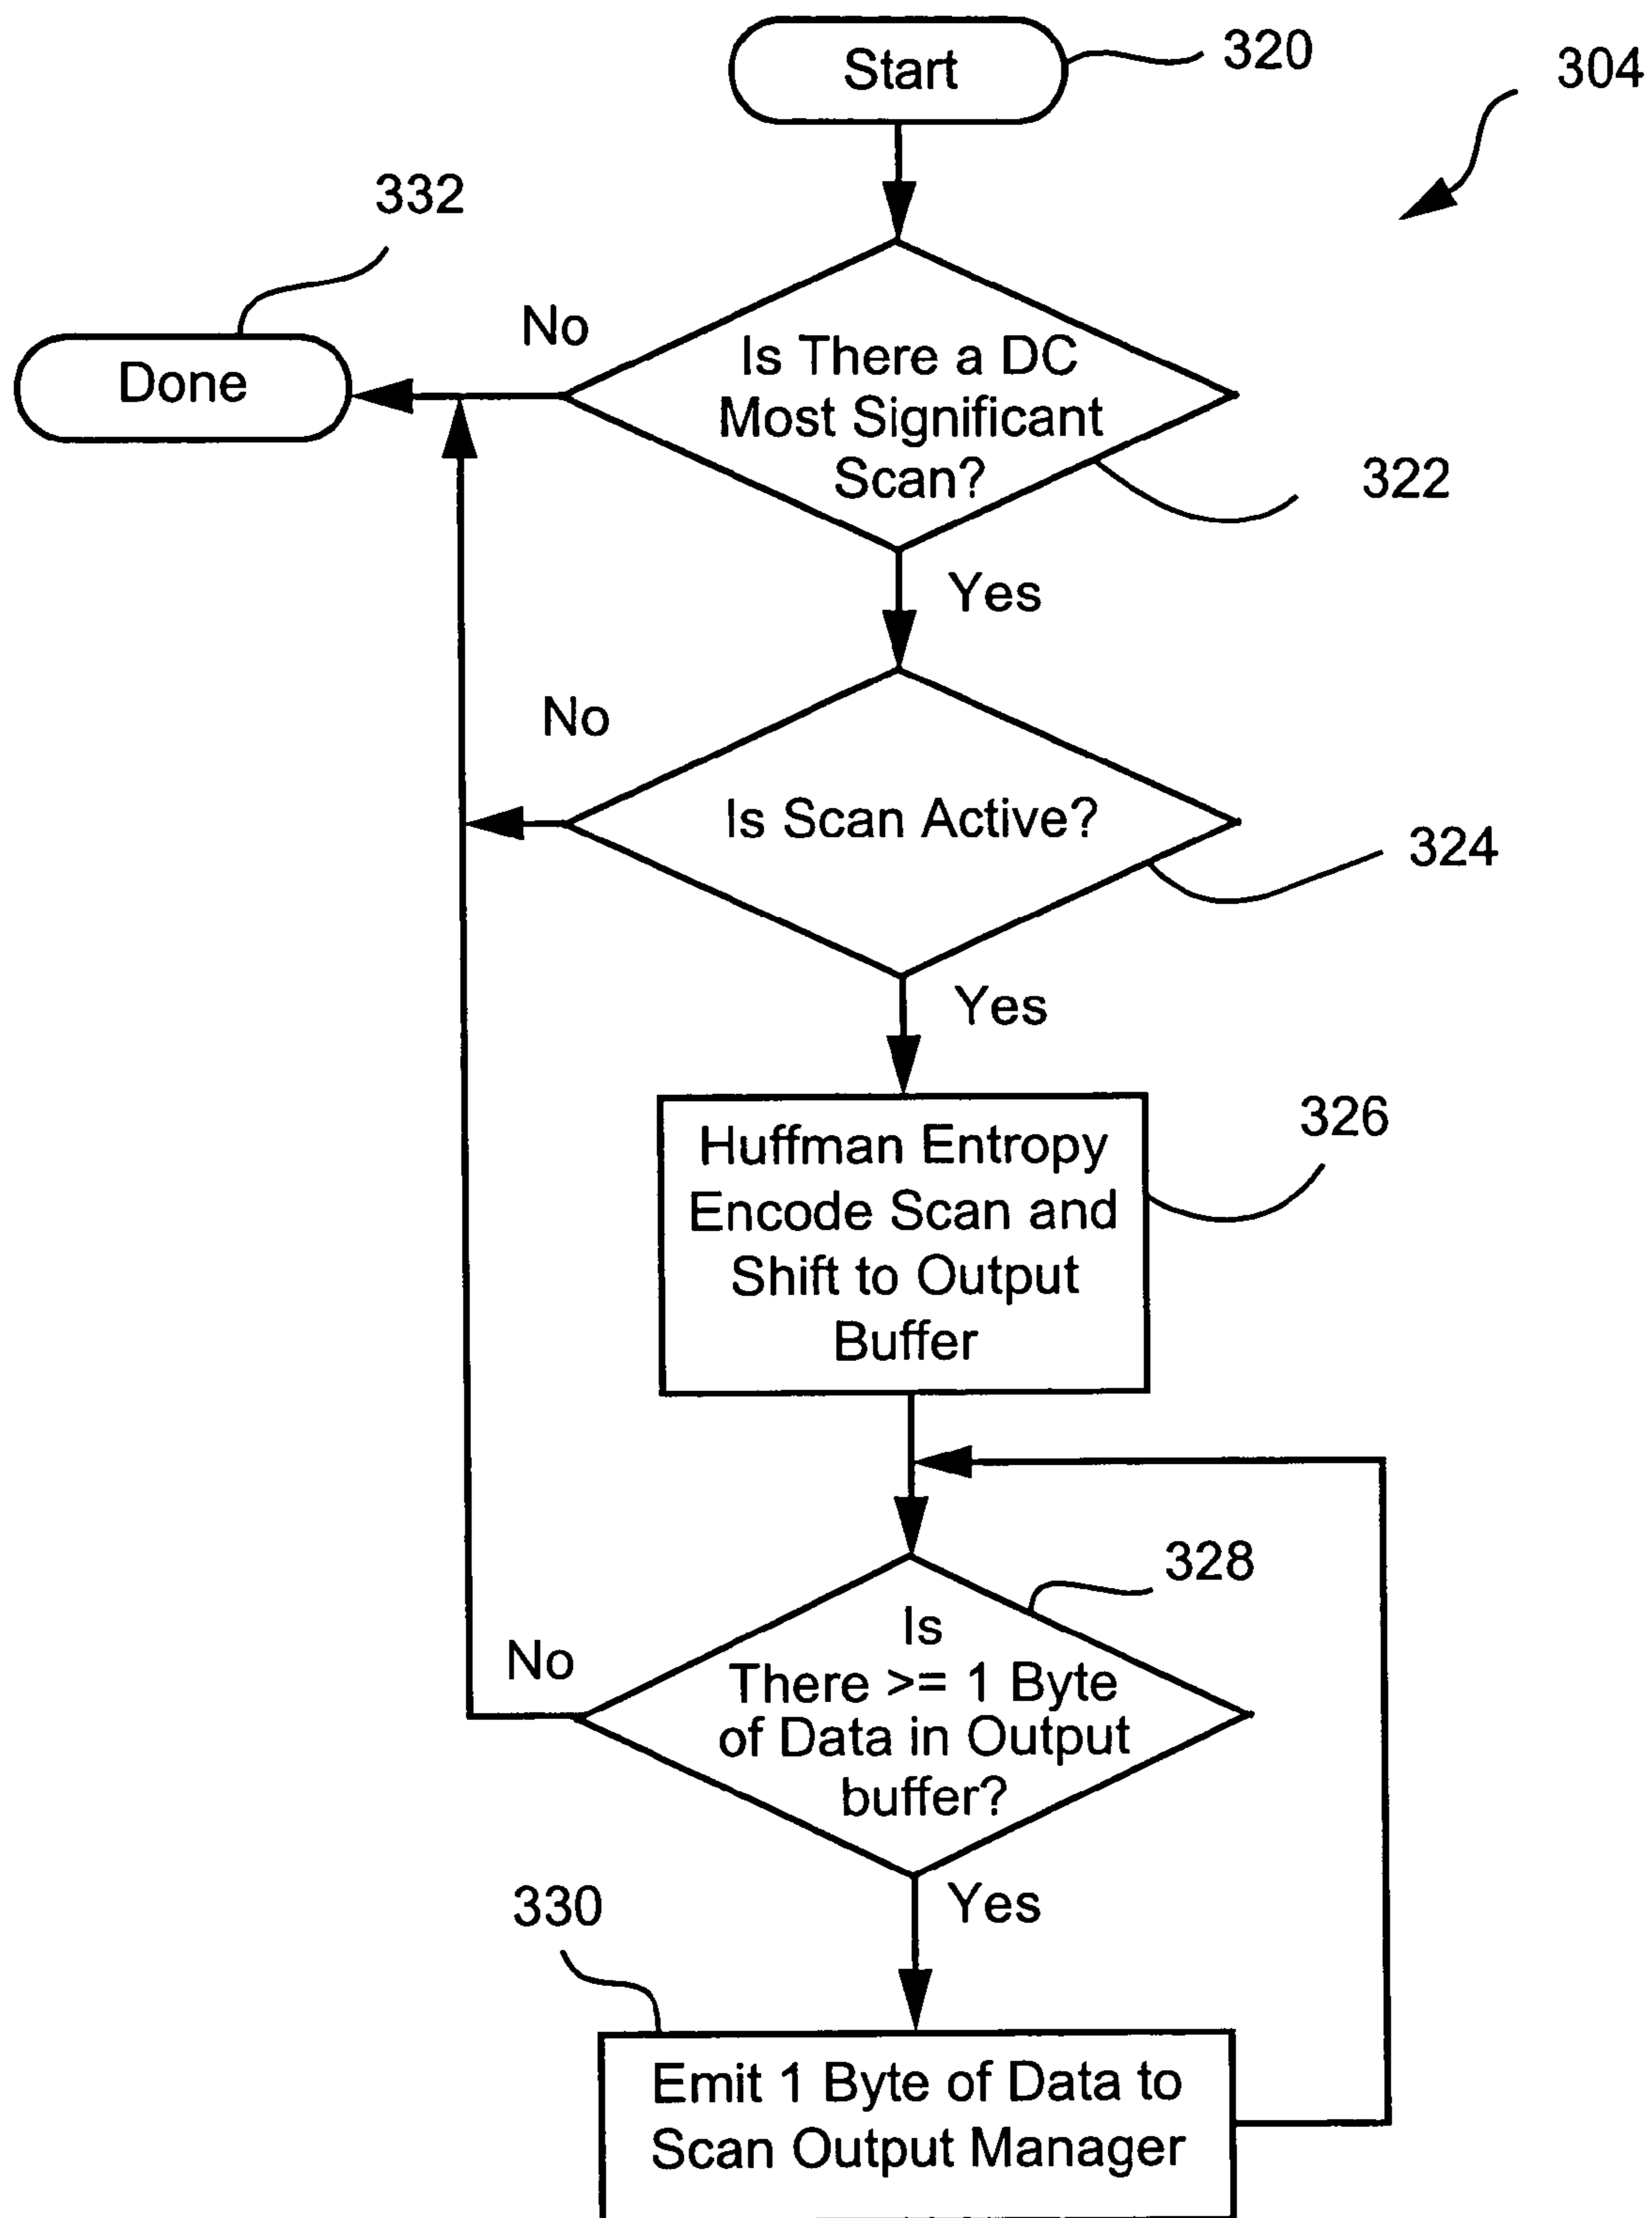 Start
320
304
332
Done
No
Is There a DC
Most Significant
Scan?
322
Yes
No
Is Scan Active?
324
Yes
Huffman Entropy
Encode Scan and
Shift to Output
Buffer
326
328
No
Is
There >= 1 Byte
of Data in Output
buffer?
330
Yes
Emit 1 Byte of Data to
Scan Output Manager